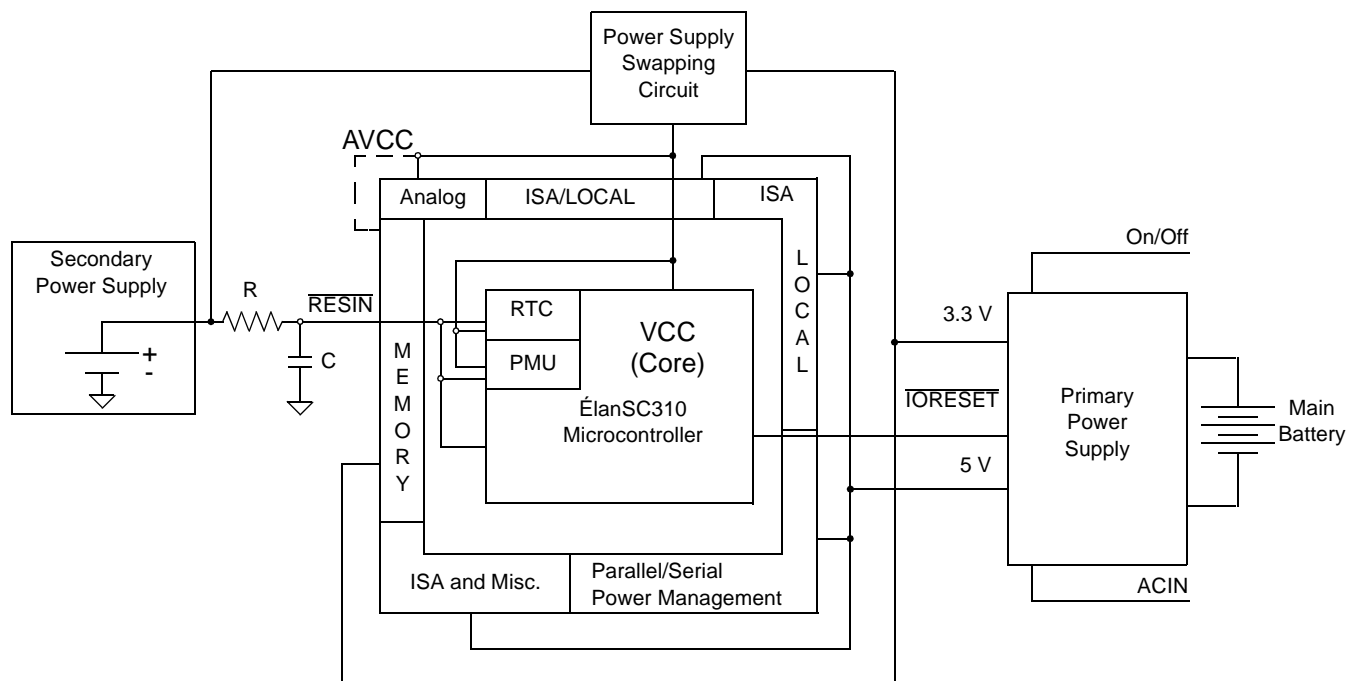 Power Supply
Swapping
Circuit
AVCC
Analog
ISA/LOCAL
ISA
On/Off
Secondary
Power Supply
R
RESIN
+
-
C
RTC
PMU
VCC
(Core)
ÉlanSC310
Microcontroller
MEMORY
LOCAL
3.3 V
IORESET
5 V
Primary
Power
Supply
Main
Battery
ISA and Misc.
Parallel/Serial
Power Management
ACIN